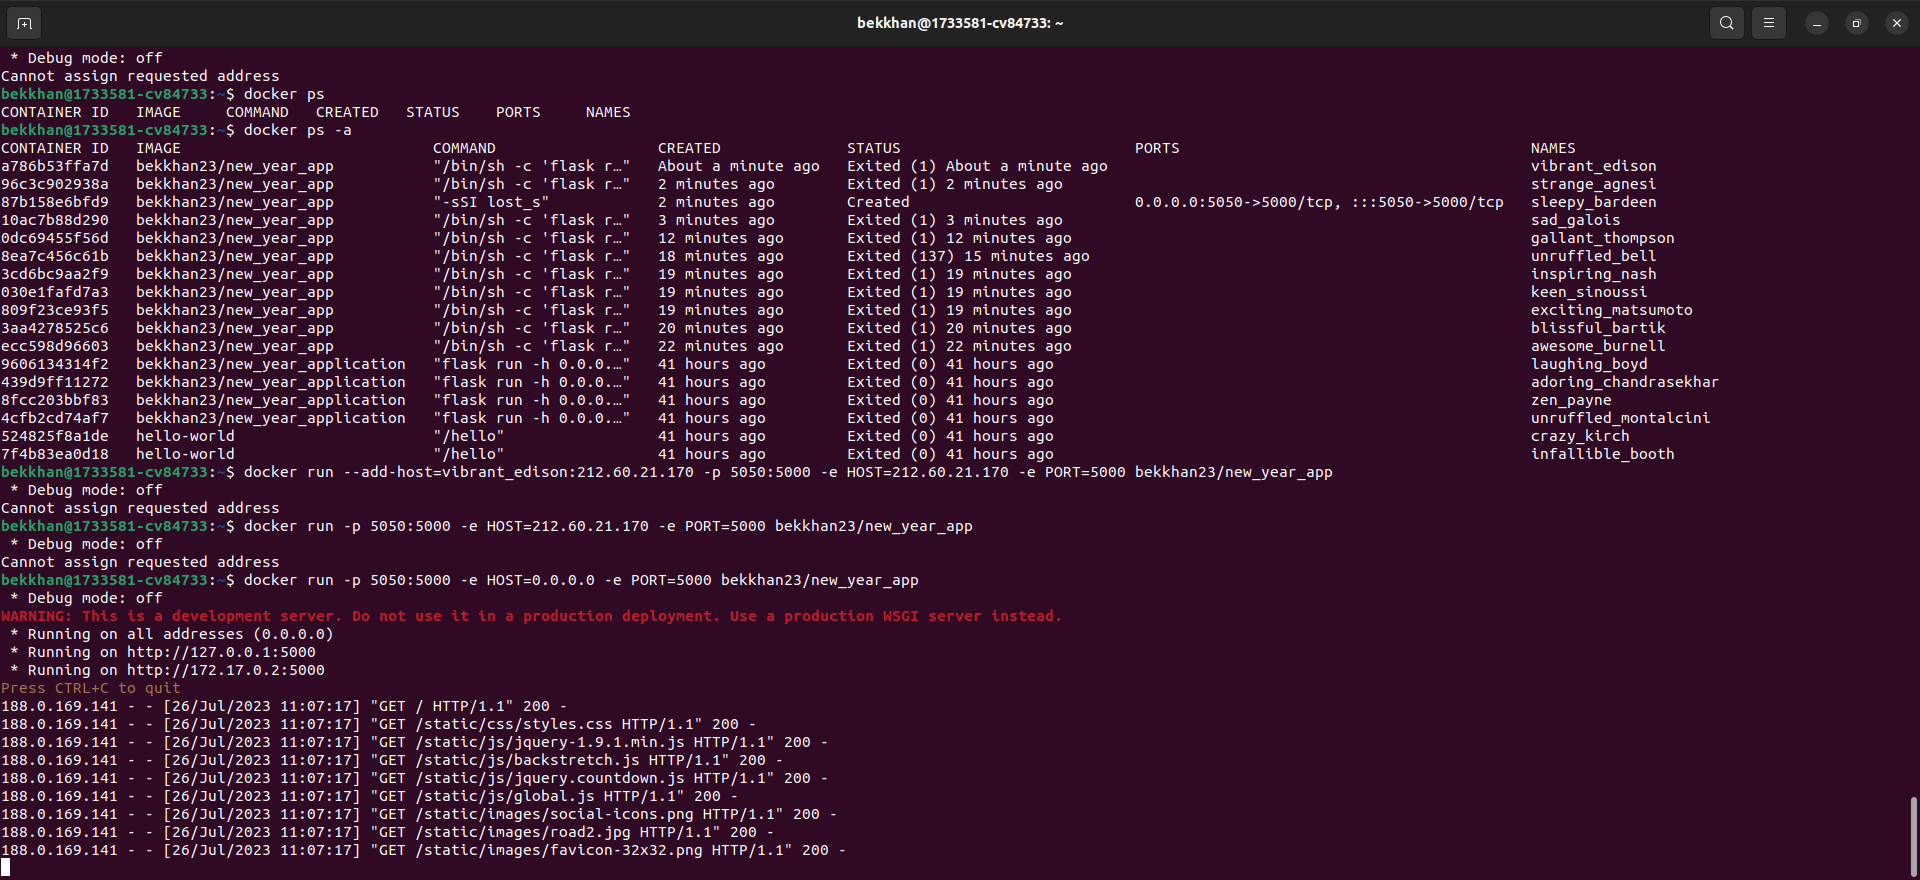 bekkhan@1733581-cv84733: ~
 * Debug mode: off
Cannot assign requested address
bekkhan@1733581-cv84733:~$ docker ps
CONTAINER ID   IMAGE     COMMAND   CREATED   STATUS    PORTS     NAMES
bekkhan@1733581-cv84733:~$ docker ps -a
CONTAINER ID   IMAGE                            COMMAND                  CREATED              STATUS                          PORTS                                       NAMES
a786b53ffa7d   bekkhan23/new_year_app           "/bin/sh -c 'flask r…"   About a minute ago   Exited (1) About a minute ago                                               vibrant_edison
96c3c902938a   bekkhan23/new_year_app           "/bin/sh -c 'flask r…"   2 minutes ago        Exited (1) 2 minutes ago                                                    strange_agnesi
87b158e6bfd9   bekkhan23/new_year_app           "-sSI lost_s"            2 minutes ago        Created                         0.0.0.0:5050->5000/tcp, :::5050->5000/tcp   sleepy_bardeen
10ac7b88d290   bekkhan23/new_year_app           "/bin/sh -c 'flask r…"   3 minutes ago        Exited (1) 3 minutes ago                                                    sad_galois
0dc69455f56d   bekkhan23/new_year_app           "/bin/sh -c 'flask r…"   12 minutes ago       Exited (1) 12 minutes ago                                                   gallant_thompson
8ea7c456c61b   bekkhan23/new_year_app           "/bin/sh -c 'flask r…"   18 minutes ago       Exited (137) 15 minutes ago                                                 unruffled_bell
3cd6bc9aa2f9   bekkhan23/new_year_app           "/bin/sh -c 'flask r…"   19 minutes ago       Exited (1) 19 minutes ago                                                   inspiring_nash
030e1fafd7a3   bekkhan23/new_year_app           "/bin/sh -c 'flask r…"   19 minutes ago       Exited (1) 19 minutes ago                                                   keen_sinoussi
809f23ce93f5   bekkhan23/new_year_app           "/bin/sh -c 'flask r…"   19 minutes ago       Exited (1) 19 minutes ago                                                   exciting_matsumoto
3aa4278525c6   bekkhan23/new_year_app           "/bin/sh -c 'flask r…"   20 minutes ago       Exited (1) 20 minutes ago                                                   blissful_bartik
ecc598d96603   bekkhan23/new_year_app           "/bin/sh -c 'flask r…"   22 minutes ago       Exited (1) 22 minutes ago                                                   awesome_burnell
9606134314f2   bekkhan23/new_year_application   "flask run -h 0.0.0.…"   41 hours ago         Exited (0) 41 hours ago                                                     laughing_boyd
439d9ff11272   bekkhan23/new_year_application   "flask run -h 0.0.0.…"   41 hours ago         Exited (0) 41 hours ago                                                     adoring_chandrasekhar
8fcc203bbf83   bekkhan23/new_year_application   "flask run -h 0.0.0.…"   41 hours ago         Exited (0) 41 hours ago                                                     zen_payne
4cfb2cd74af7   bekkhan23/new_year_application   "flask run -h 0.0.0.…"   41 hours ago         Exited (0) 41 hours ago                                                     unruffled_montalcini
524825f8a1de   hello-world                      "/hello"                 41 hours ago         Exited (0) 41 hours ago                                                     crazy_kirch
7f4b83ea0d18   hello-world                      "/hello"                 41 hours ago         Exited (0) 41 hours ago                                                     infallible_booth
bekkhan@1733581-cv84733:~$ docker run --add-host=vibrant_edison:212.60.21.170 -p 5050:5000 -e HOST=212.60.21.170 -e PORT=5000 bekkhan23/new_year_app
 * Debug mode: off
Cannot assign requested address
bekkhan@1733581-cv84733:~$ docker run -p 5050:5000 -e HOST=212.60.21.170 -e PORT=5000 bekkhan23/new_year_app
 * Debug mode: off
Cannot assign requested address
bekkhan@1733581-cv84733:~$ docker run -p 5050:5000 -e HOST=0.0.0.0 -e PORT=5000 bekkhan23/new_year_app
 * Debug mode: off
WARNING: This is a development server. Do not use it in a production deployment. Use a production WSGI server instead.
 * Running on all addresses (0.0.0.0)
 * Running on http://127.0.0.1:5000
 * Running on http://172.17.0.2:5000
Press CTRL+C to quit
188.0.169.141 - - [26/Jul/2023 11:07:17] "GET / HTTP/1.1" 200 -
188.0.169.141 - - [26/Jul/2023 11:07:17] "GET /static/css/styles.css HTTP/1.1" 200 -
188.0.169.141 - - [26/Jul/2023 11:07:17] "GET /static/js/jquery-1.9.1.min.js HTTP/1.1" 200 -
188.0.169.141 - - [26/Jul/2023 11:07:17] "GET /static/js/backstretch.js HTTP/1.1" 200 -
188.0.169.141 - - [26/Jul/2023 11:07:17] "GET /static/js/jquery.countdown.js HTTP/1.1" 200 -
188.0.169.141 - - [26/Jul/2023 11:07:17] "GET /static/js/global.js HTTP/1.1" 200 -
188.0.169.141 - - [26/Jul/2023 11:07:17] "GET /static/images/social-icons.png HTTP/1.1" 200 -
188.0.169.141 - - [26/Jul/2023 11:07:17] "GET /static/images/road2.jpg HTTP/1.1" 200 -
188.0.169.141 - - [26/Jul/2023 11:07:17] "GET /static/images/favicon-32x32.png HTTP/1.1" 200 -